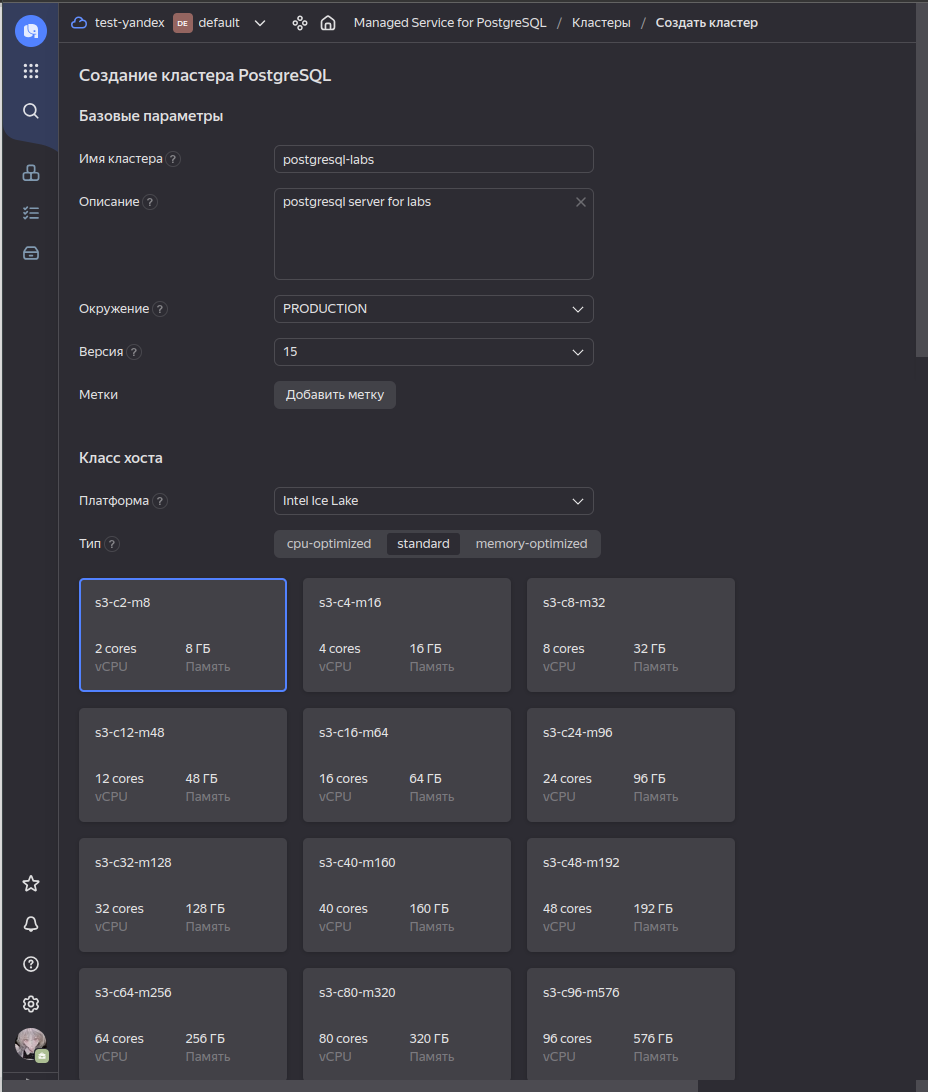 test-yandex DE default Managed Service for PostgreSQL / Кластеры / Создать кластер
Создание кластера PostgreSQL
Базовые параметры
Имя кластера ? postgresql-labs
Описание ? postgresql server for labs
Окружение ? PRODUCTION
Версия ? 15
Метки Добавить метку
Класс хоста
Платформа ? Intel Ice Lake
Тип ? cpu-optimized standard memory-optimized
s3-c2-m8 s3-c4-m16 s3-c8-m32
2 cores 8 ГБ 4 cores 16 ГБ 8 cores 32 ГБ
vCPU Память vCPU Память vCPU Память
s3-c12-m48 s3-c16-m64 s3-c24-m96
12 cores 48 ГБ 16 cores 64 ГБ 24 cores 96 ГБ
vCPU Память vCPU Память vCPU Память
s3-c32-m128 s3-c40-m160 s3-c48-m192
32 cores 128 ГБ 40 cores 160 ГБ 48 cores 192 ГБ
vCPU Память vCPU Память vCPU Память
s3-c64-m256 s3-c80-m320 s3-c96-m576
64 cores 256 ГБ 80 cores 320 ГБ 96 cores 576 ГБ
vCPU Память vCPU Память vCPU Память